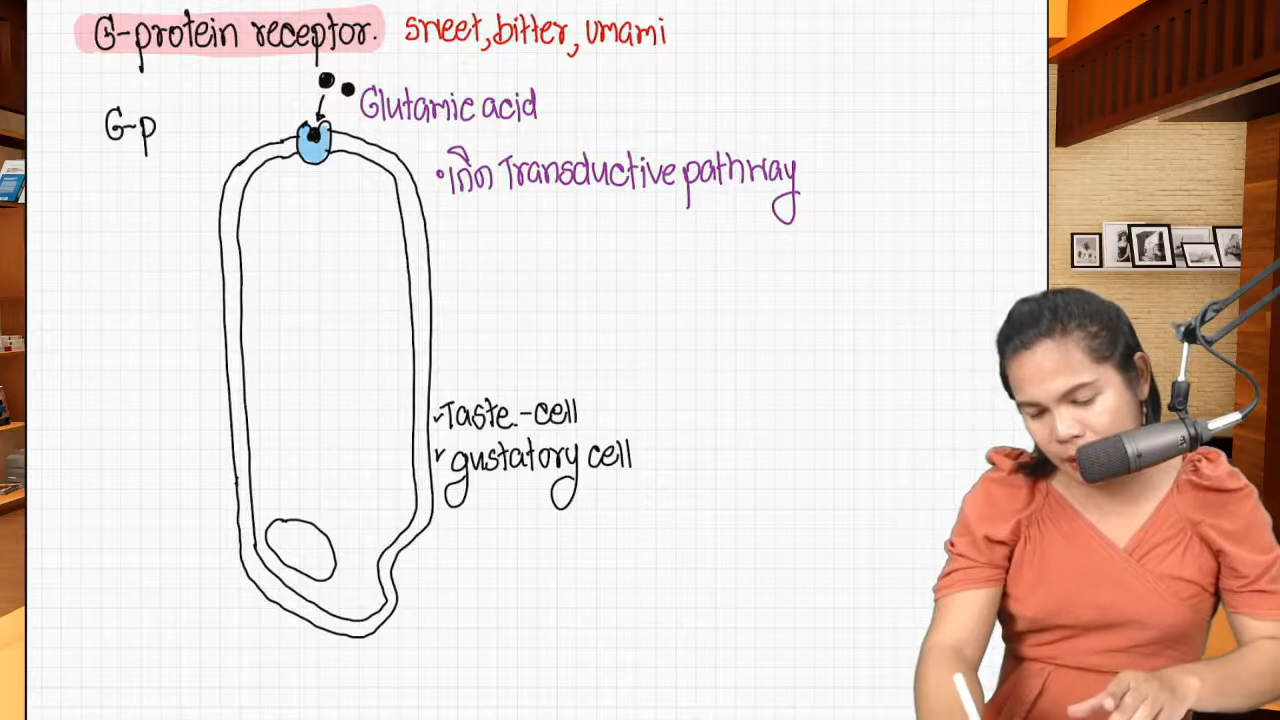 G-protein receptor. sweet, bitter, umami
Glutamic acid
G-p
•เกิด Transductive pathway
Taste-cell
gustatory cell